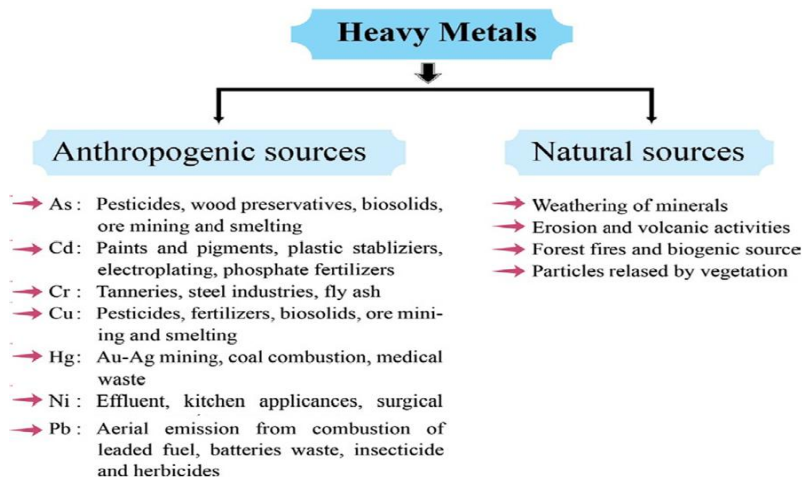 Heavy Metals
Anthropogenic sources
As : Pesticides, wood preservatives, biosolids,
ore mining and smelting
Cd : Paints and pigments, plastic stabliziers,
electroplating, phosphate fertilizers
Cr : Tanneries, steel industries, fly ash
Cu : Pesticides, fertilizers, biosolids, ore mini-
ing and smelting
Hg : Au-Ag mining, coal combustion, medical
waste
Ni : Effluent, kitchen applicances, surgical
Pb : Aerial emission from combustion of
leaded fuel, batteries waste, insecticide
and herbicides
Natural sources
Weathering of minerals
Erosion and volcanic activities
Forest fires and biogenic source
Particles relased by vegetation